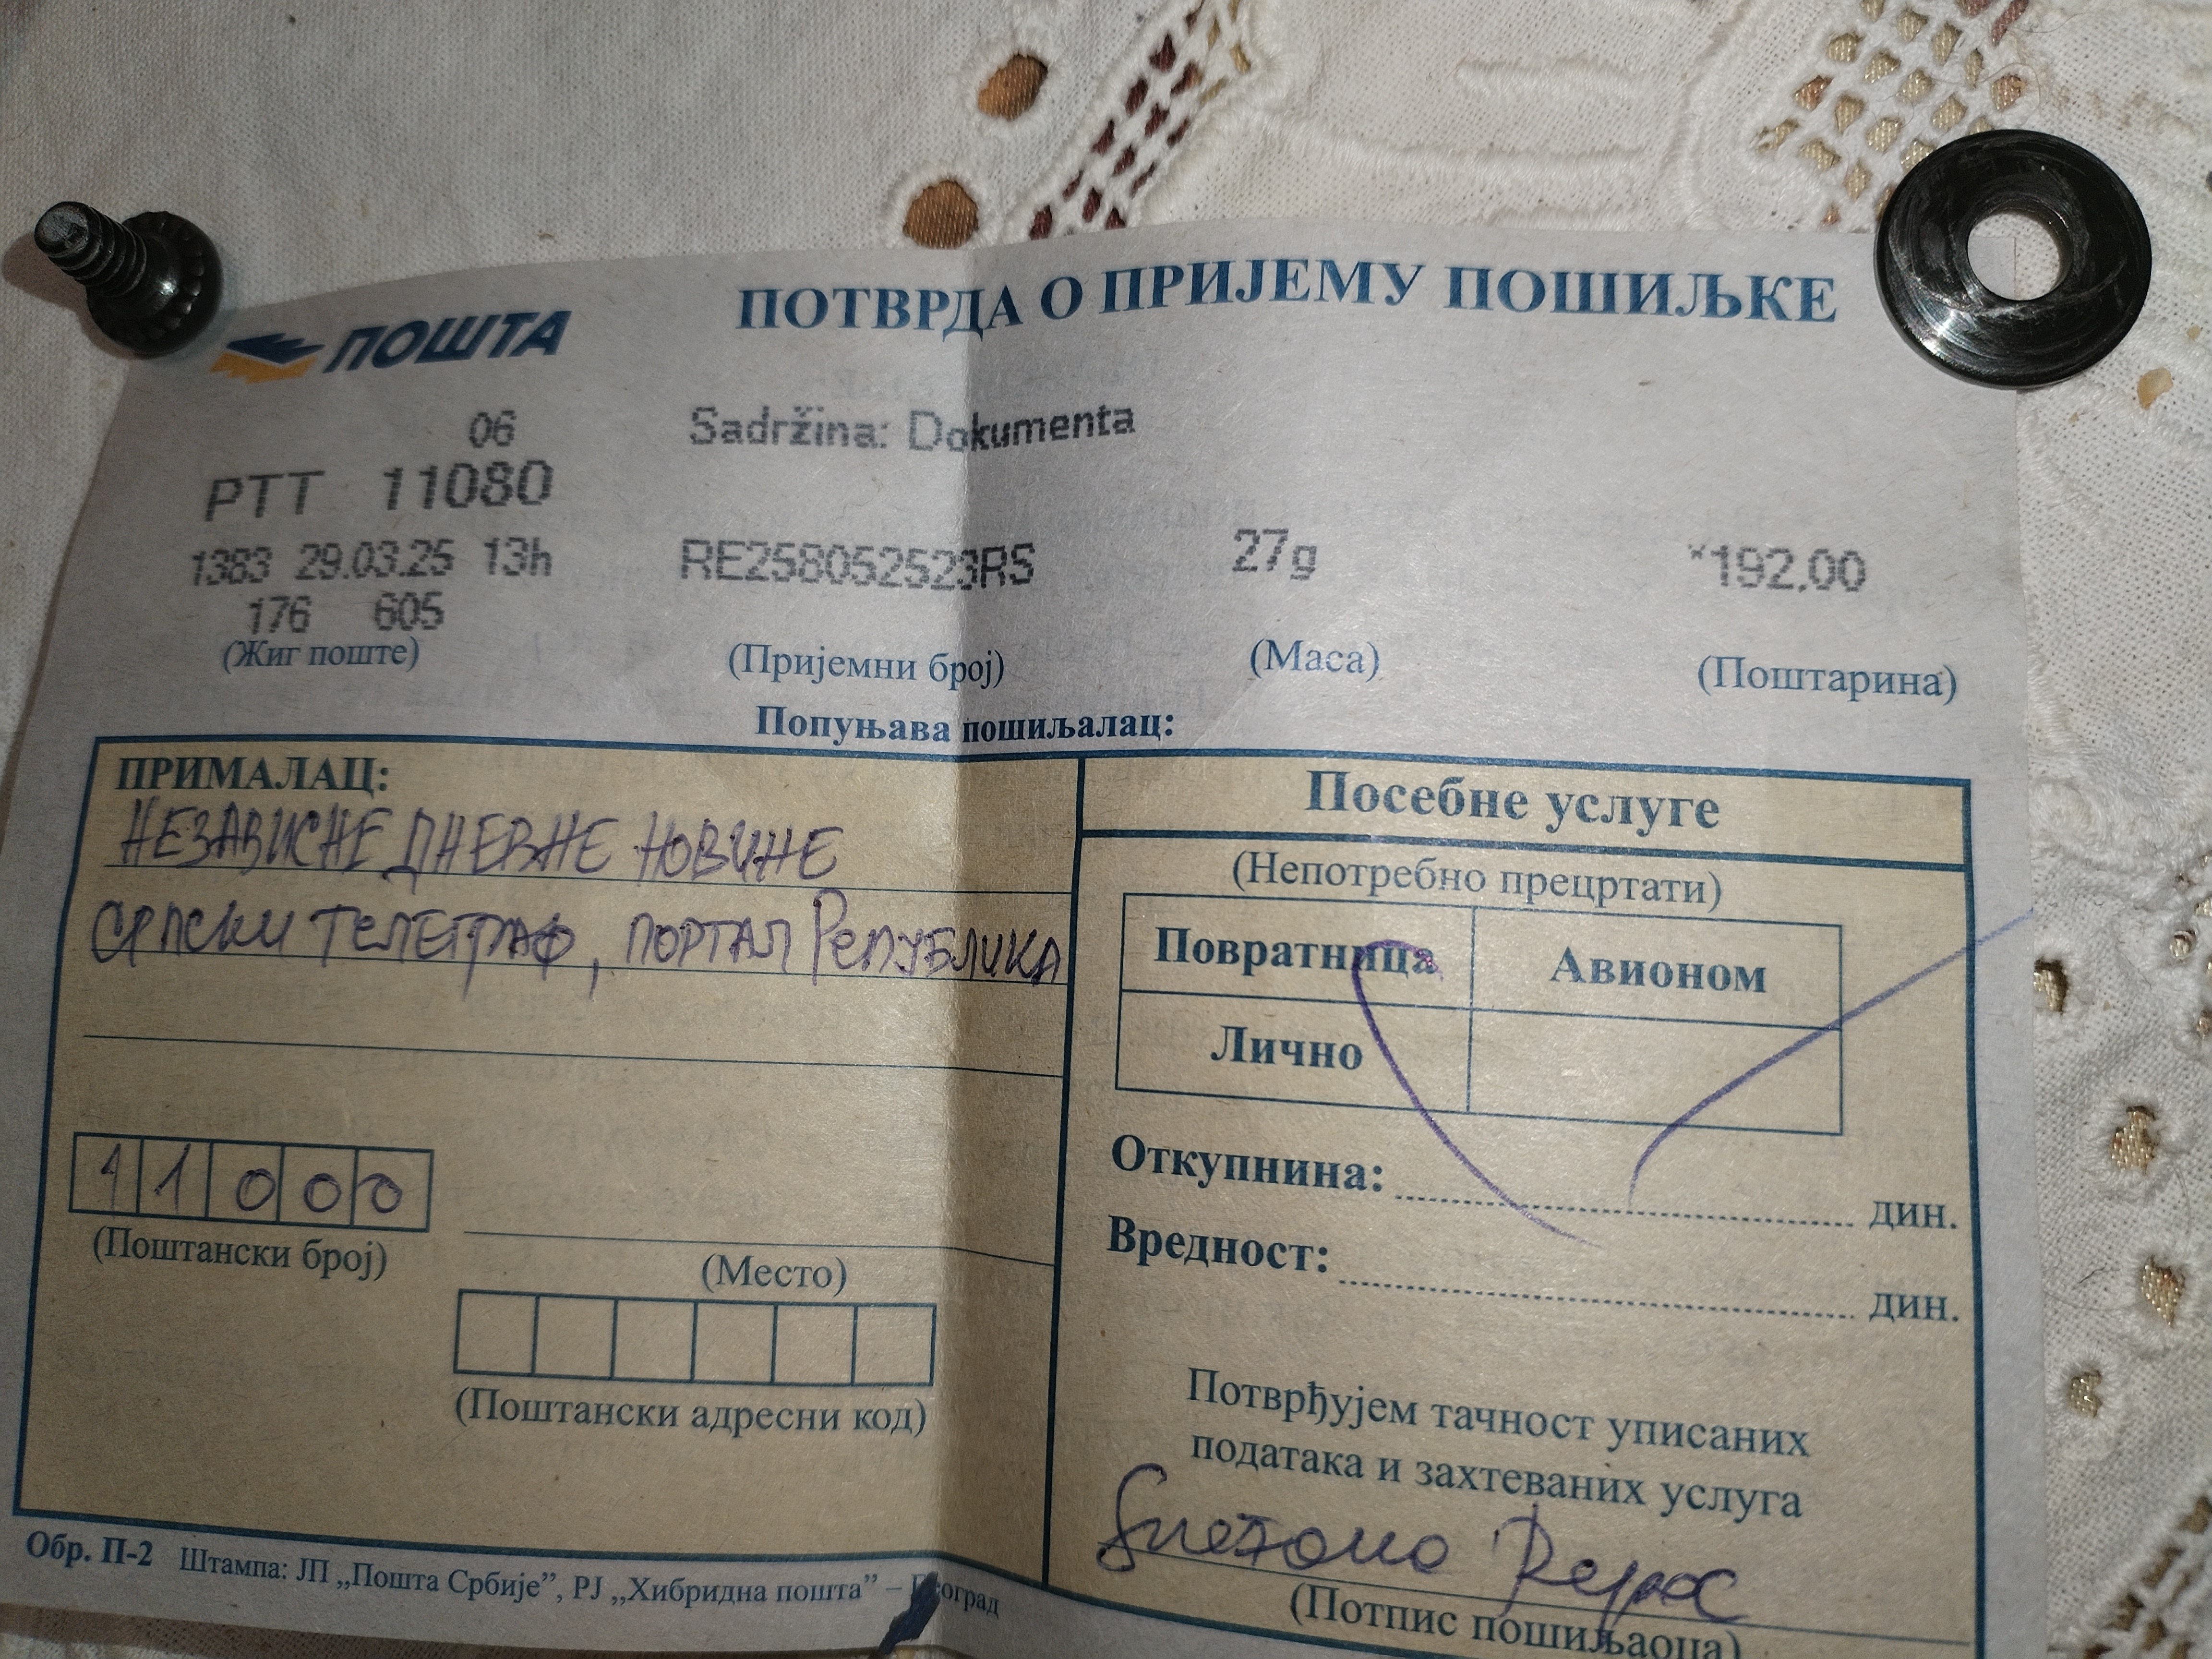 ПОШТА
ПОТВРДА О ПРИЈЕМУ ПОШИЉКЕ
06
Sadržina: Dokumenta
PTT 11080
1383 29.03.25 13h
RE258052523RS
27g
*192,00
176 605
(Жиг поште)
(Пријемни број)
(Маса)
(Поштарина)
Попуњава пошиљалац:
ПРИМАЛАЦ:
НЕЗАВИСНЕ ДНЕВНЕ НОВИНЕ
СРПСКИ ТЕЛЕГРАФ, ПОРТАЛ РЕПУБЛИКА
11000
(Поштански број)
(Место)
(Поштански адресни код)
Посебне услуге
(Непотребно прецртати)
Повратница
Авионом
Лично
Откупнина: дин.
Вредност: дин.
Потврђујем тачност уписаних
података и захтеваних услуга
(Потпис пошиљаоца)
Обр. П-2 Штампа: ЈП „Пошта Србије”, РЈ „Хибридна пошта” – Београд